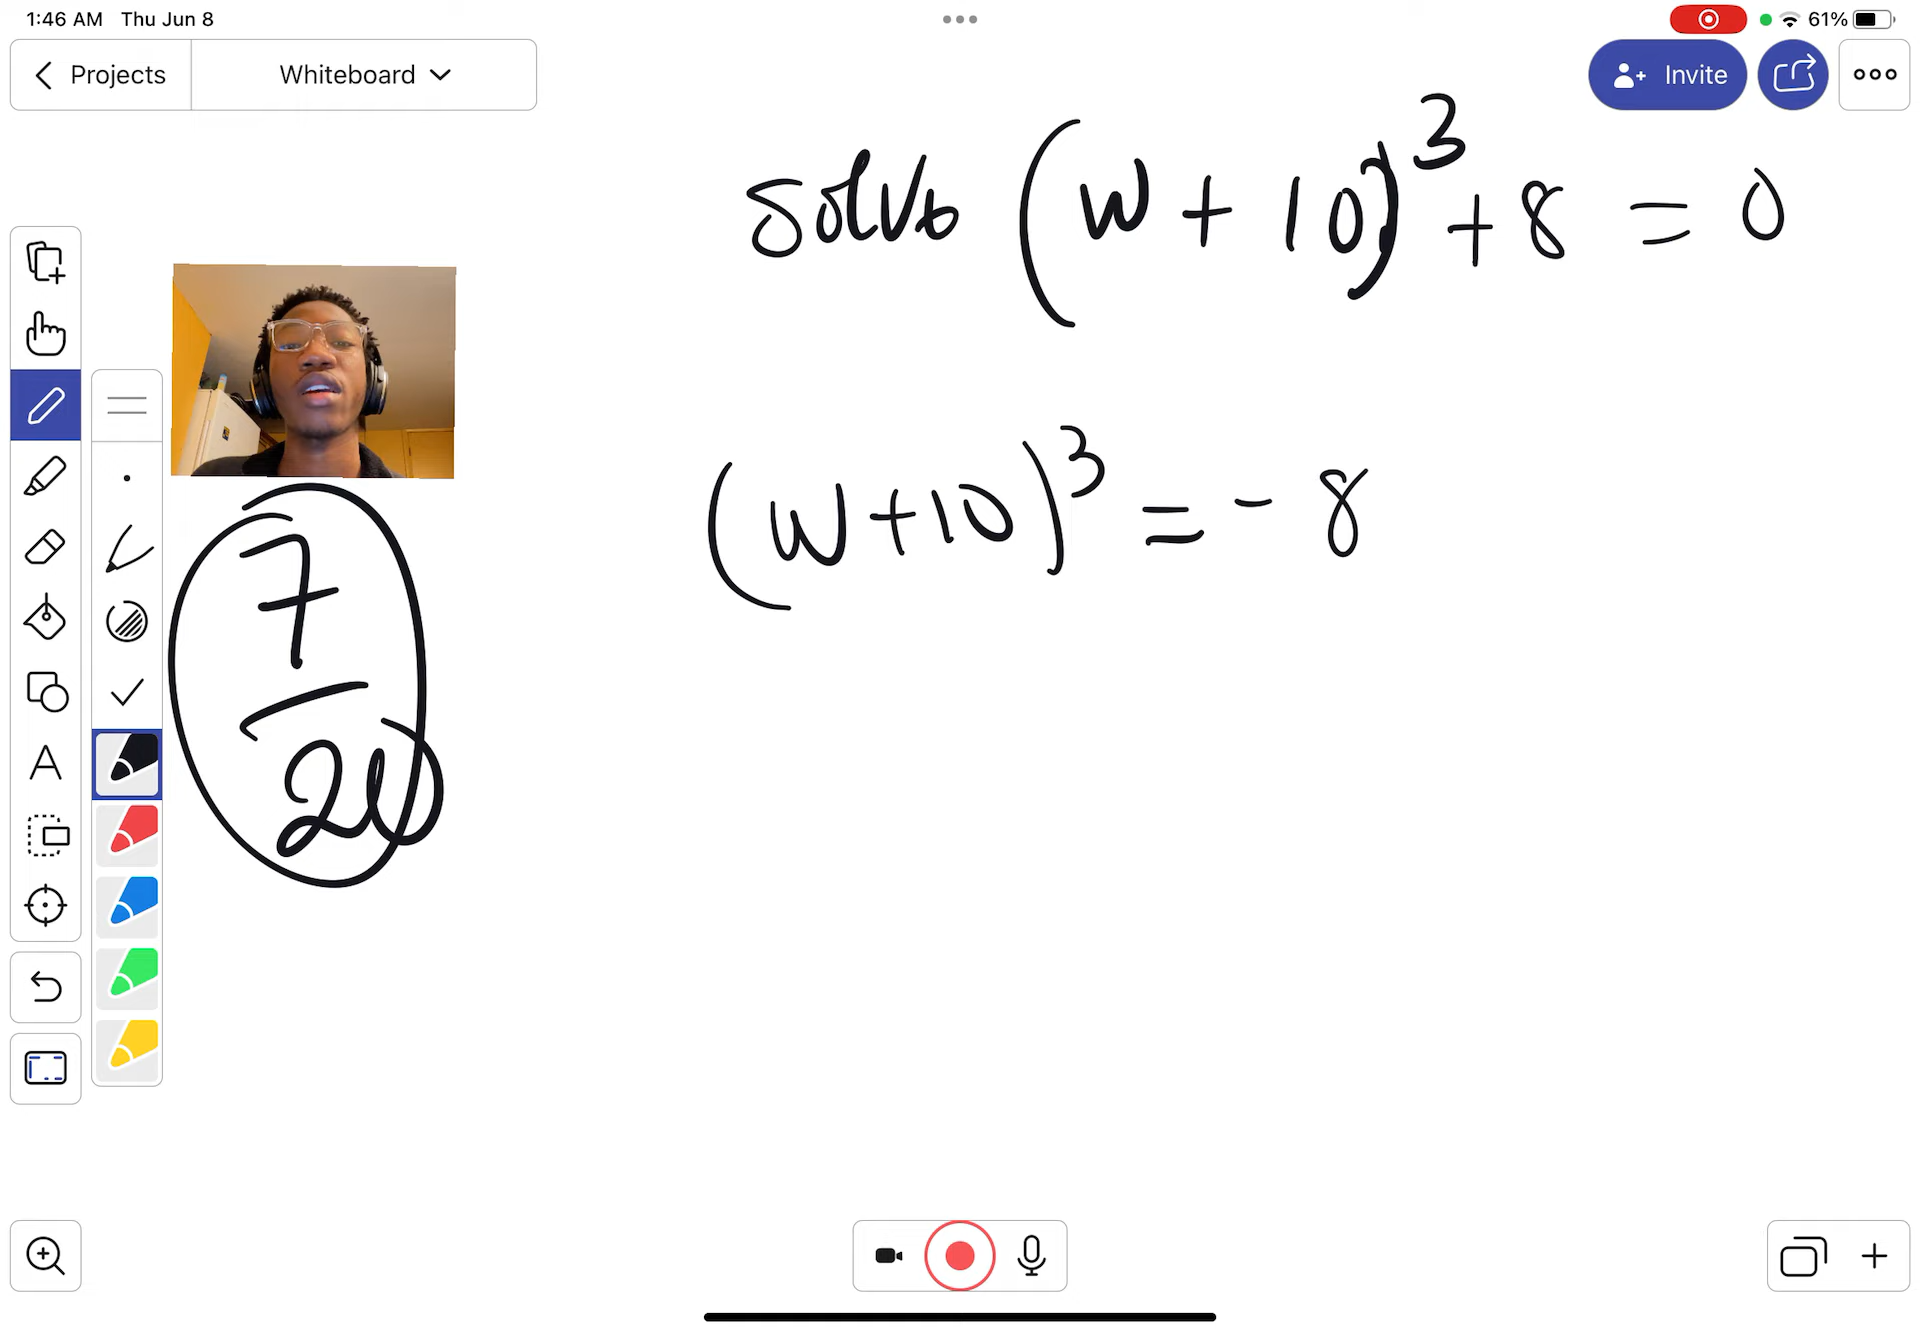 1:46 AM Thu Jun 8
61%
Projects
Whiteboard
Invite
solve (w + 10)³ + 8 = 0
(w+10)³ = - 8
7
20
A